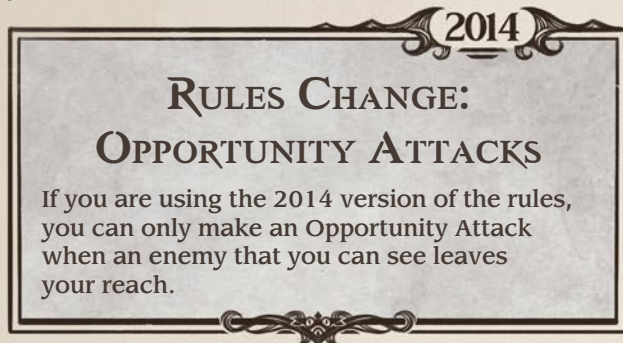 2014
Rules Change:
Opportunity Attacks
If you are using the 2014 version of the rules,
you can only make an Opportunity Attack
when an enemy that you can see leaves
your reach.